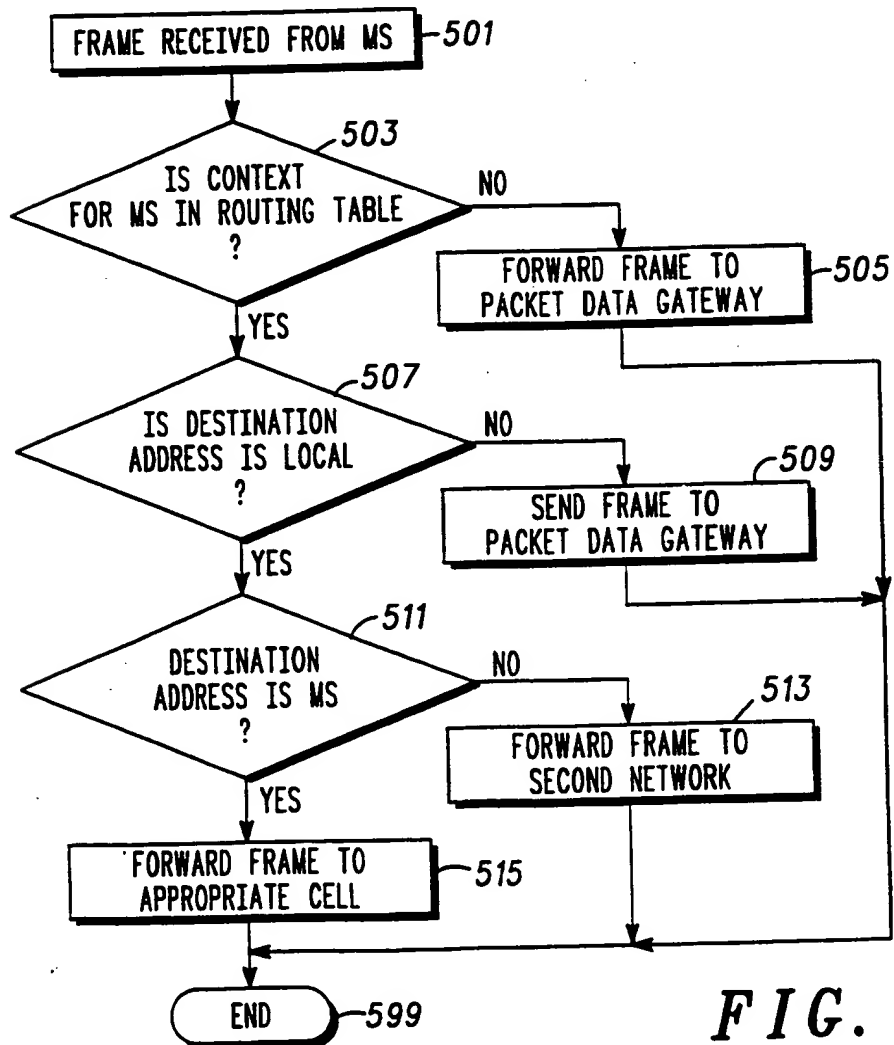 FRAME RECEIVED FROM MS
501
503
IS CONTEXT
FOR MS IN ROUTING TABLE
?
NO
YES
FORWARD FRAME TO
PACKET DATA GATEWAY
505
507
IS DESTINATION
ADDRESS IS LOCAL
?
NO
YES
509
SEND FRAME TO
PACKET DATA GATEWAY
511
DESTINATION
ADDRESS IS MS
?
NO
YES
513
FORWARD FRAME TO
SECOND NETWORK
FORWARD FRAME TO
APPROPRIATE CELL
515
END
599
FIG.